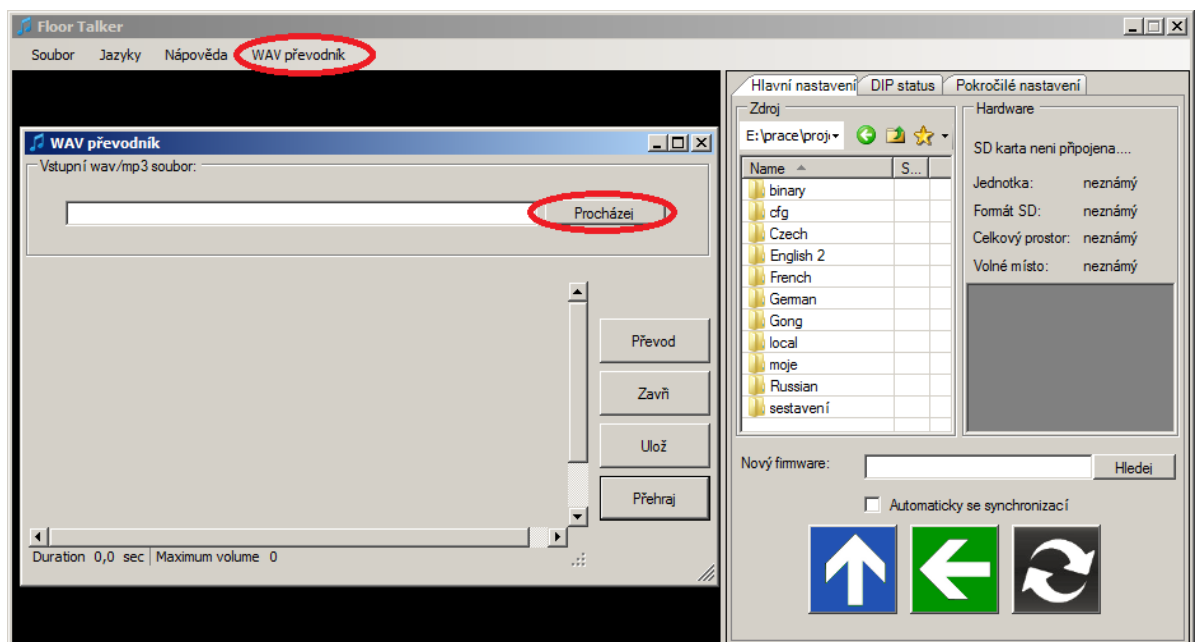 Floor Talker
Soubor Jazyky Nápověda WAV převodník
WAV převodník
Vstupní wav/mp3 soubor:
Procházej
Převod
Zavři
Ulož
Přehraj
Duration 0,0 sec Maximum volume 0
Hlavní nastavení DIP status Pokročilé nastavení
Zdroj
E:\prace\proj
Name S...
binary
cfg
Czech
English 2
French
German
Gong
local
moje
Russian
sestavení
Hardware
SD karta neni připojena....
Jednotka: neznámý
Formát SD: neznámý
Celkový prostor: neznámý
Volné místo: neznámý
Nový firmware:
Hledej
Automaticky se synchronizací